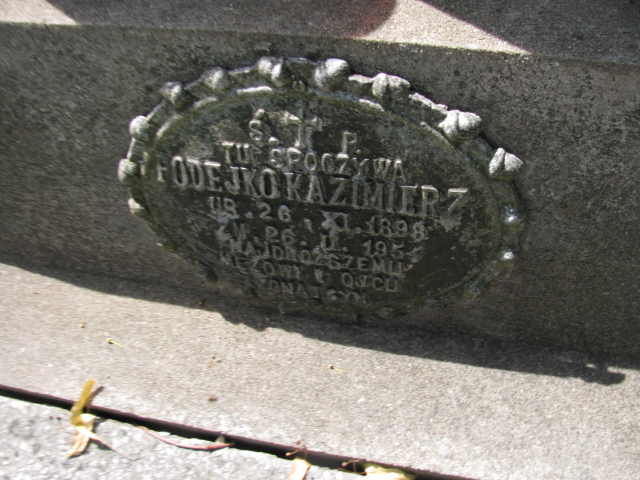 Ś. † P.
TU SPOCZYWA
PODEJKO KAZIMIERZ
UR. 26. XI. 1898
ZM. 26. II. 195
NAJDROŻSZEMU
MĘŻOWI I OJCU
ŻONA I SYN